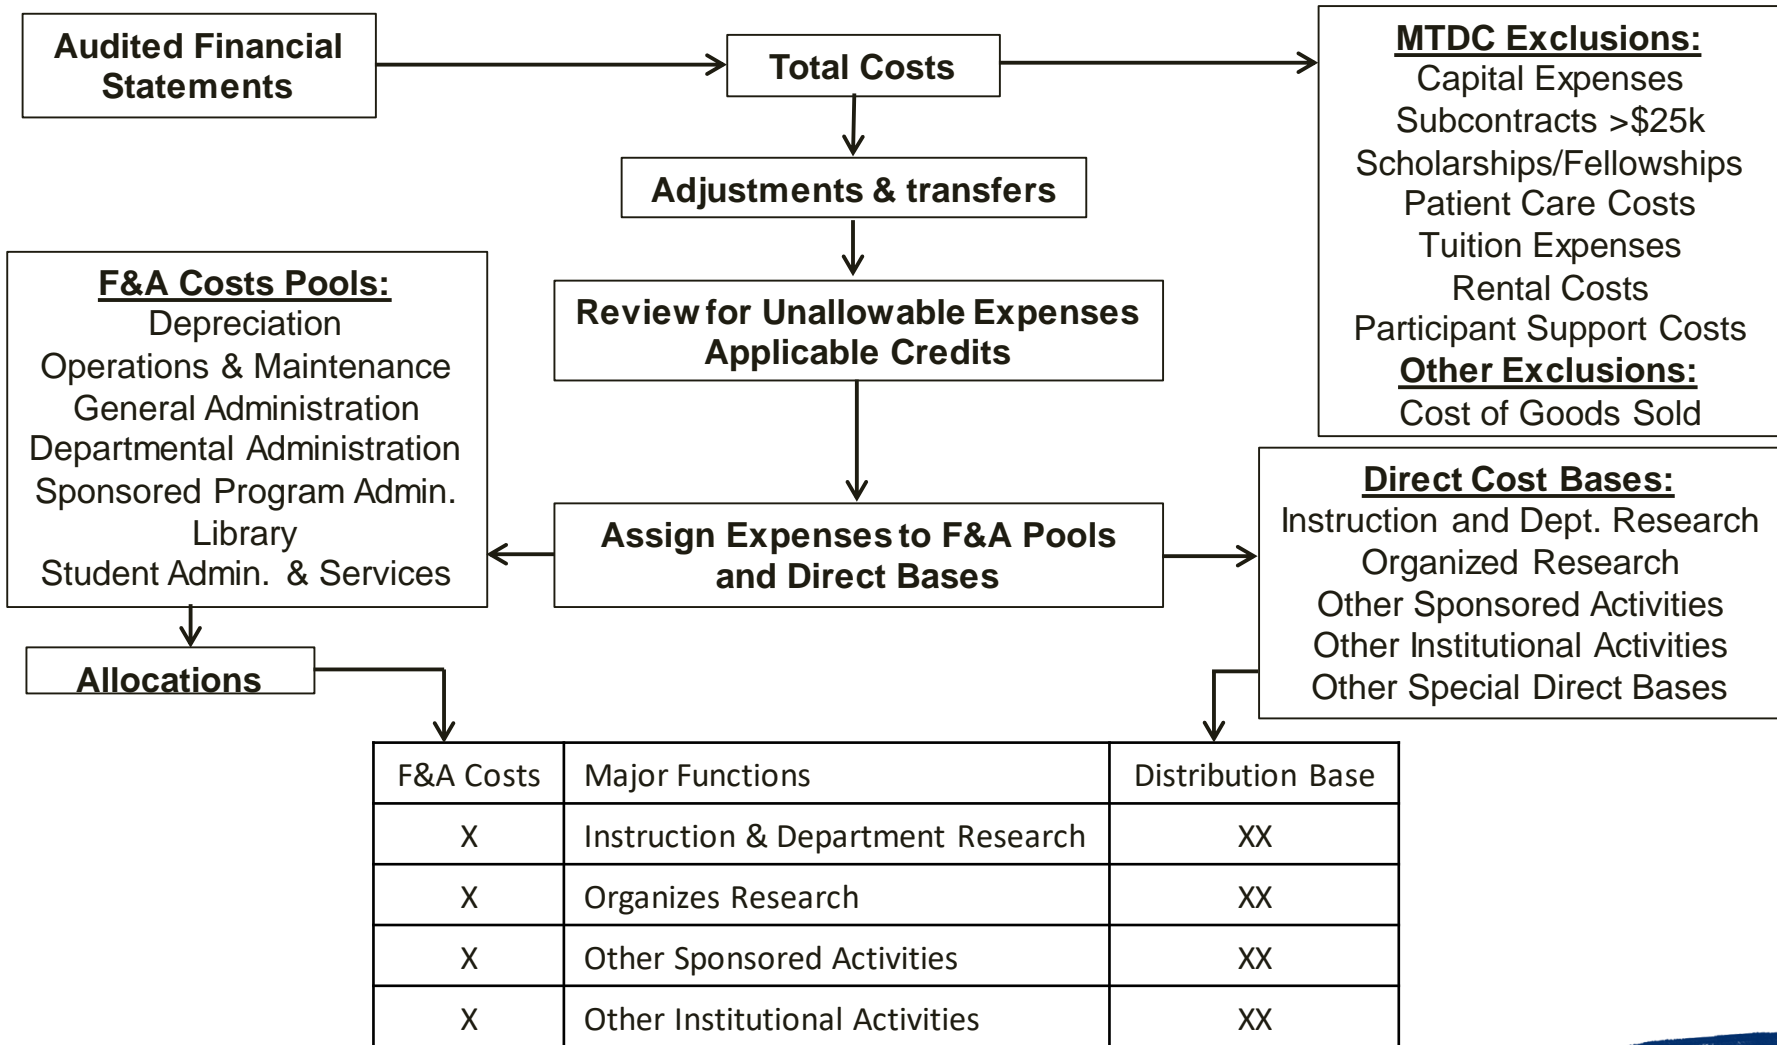 Audited Financial
Statements
Total Costs
MTDC Exclusions:
Capital Expenses
Subcontracts >$25k
Scholarships/Fellowships
Patient Care Costs
Tuition Expenses
Rental Costs
Participant Support Costs
Other Exclusions:
Cost of Goods Sold
Adjustments & transfers
Review for Unallowable Expenses
Applicable Credits
F&A Costs Pools:
Depreciation
Operations & Maintenance
General Administration
Departmental Administration
Sponsored Program Admin.
Library
Student Admin. & Services
Assign Expenses to F&A Pools
and Direct Bases
Direct Cost Bases:
Instruction and Dept. Research
Organized Research
Other Sponsored Activities
Other Institutional Activities
Other Special Direct Bases
Allocations
F&A Costs Major Functions Distribution Base
X Instruction & Department Research XX
X Organizes Research XX
X Other Sponsored Activities XX
X Other Institutional Activities XX